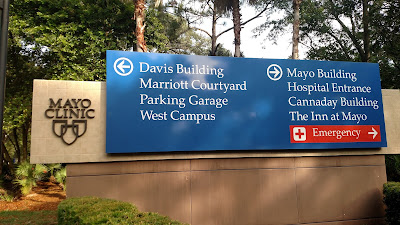 MAYO
CLINIC
Davis Building
Marriott Courtyard
Parking Garage
West Campus
Mayo Building
Hospital Entrance
Cannaday Building
The Inn at Mayo
Emergency